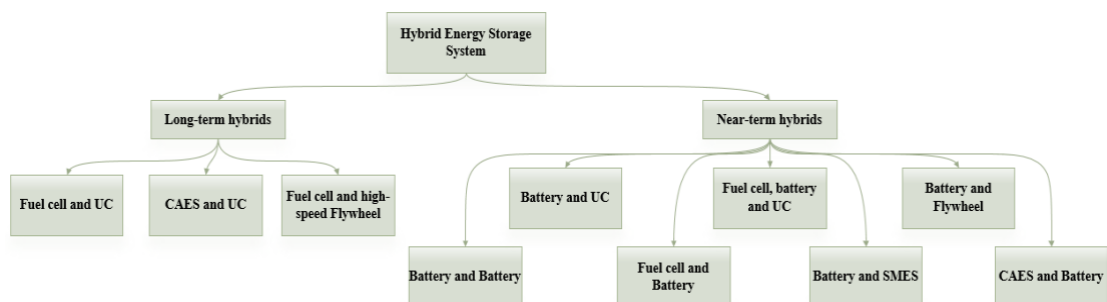 Hybrid Energy Storage
System
Long-term hybrids
Near-term hybrids
Fuel cell and UC
CAES and UC
Fuel cell and high-
speed Flywheel
Battery and UC
Fuel cell, battery
and UC
Battery and
Flywheel
Battery and Battery
Fuel cell and
Battery
Battery and SMES
CAES and Battery